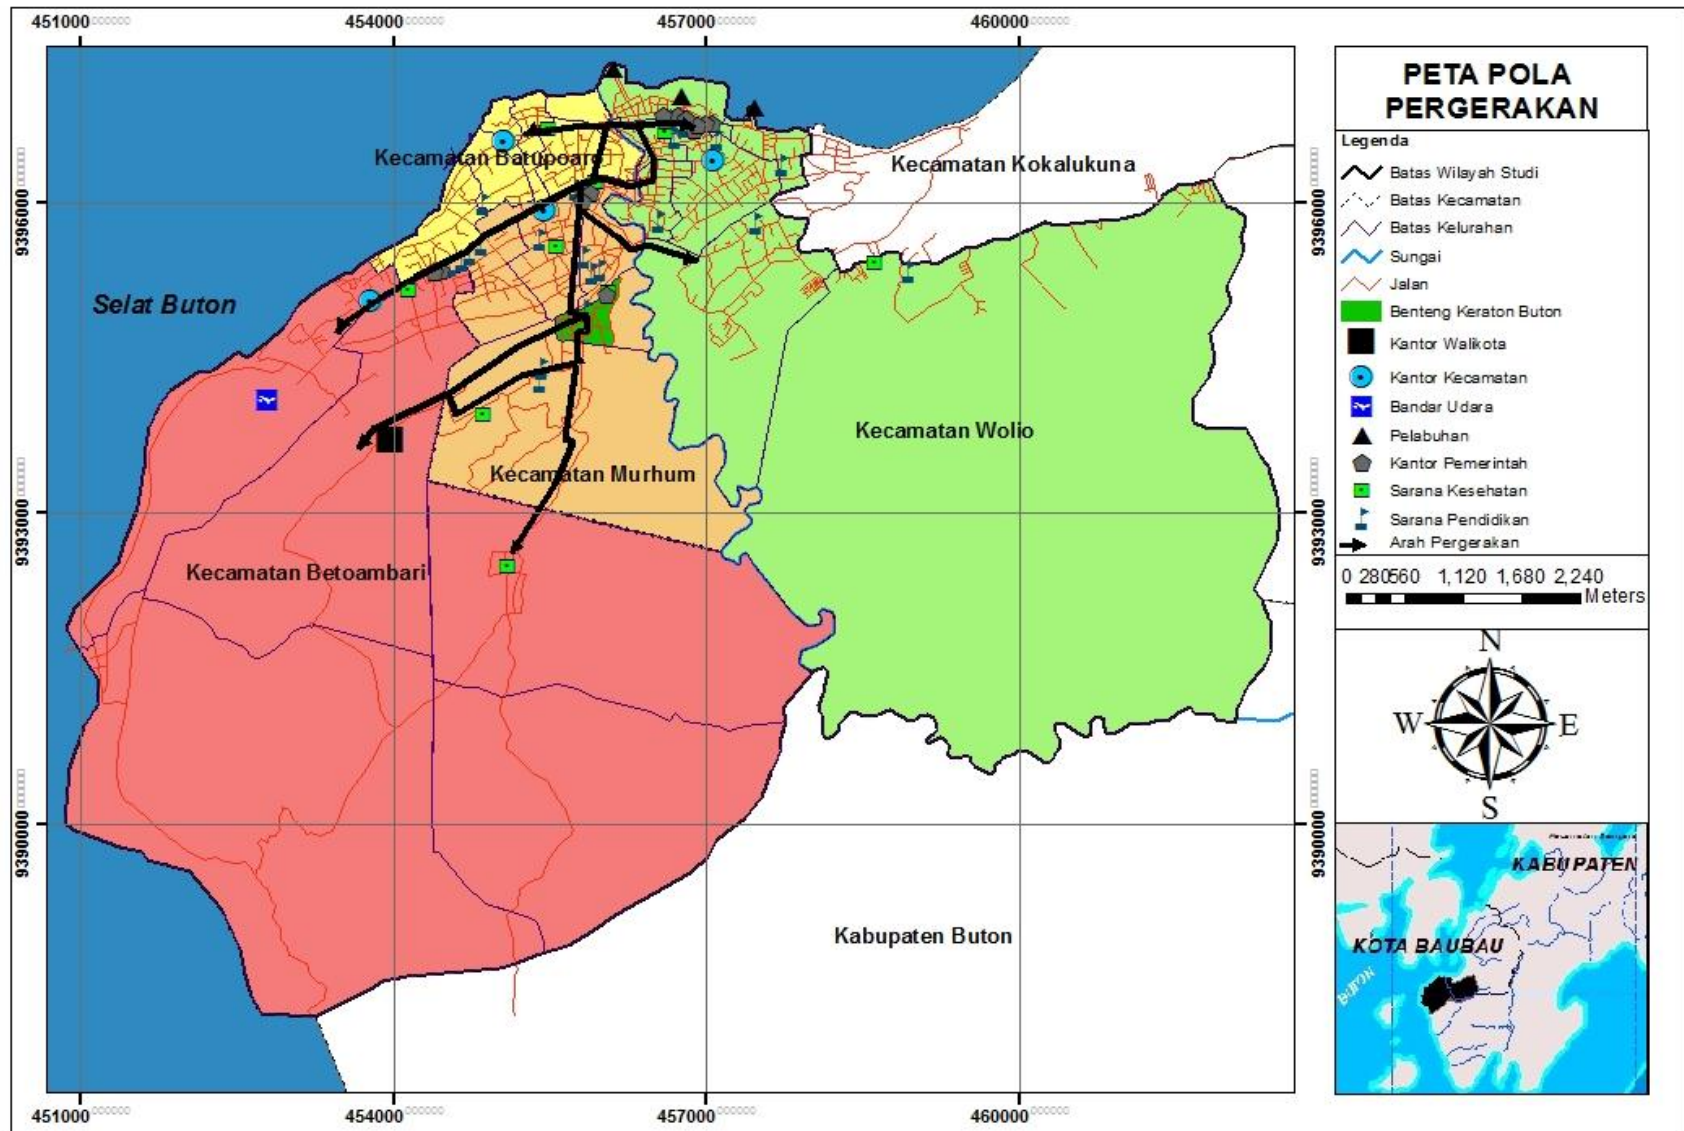 451000
454000
457000
460000
PETA POLA
PERGERAKAN
Legenda
Batas Wilayah Studi
Batas Kecamatan
Batas Kelurahan
Sungai
Jalan
Benteng Keraton Buton
Kantor Walikota
Kantor Kecamatan
Bandar Udara
Pelabuhan
Kantor Pemerintah
Sarana Kesehatan
Sarana Pendidikan
Arah Pergerakan
0 280 560 1,120 1,680 2,240
Meters
N
W E
S
KABUPATEN
KOTA BAUBAU
BUTON
Kecamatan Batupoaro
Kecamatan Kokalukuna
Selat Buton
Kecamatan Wolio
Kecamatan Murhum
Kecamatan Betoambari
Kabupaten Buton
9396000
9393000
9390000
9396000
9393000
9390000
451000
454000
457000
460000